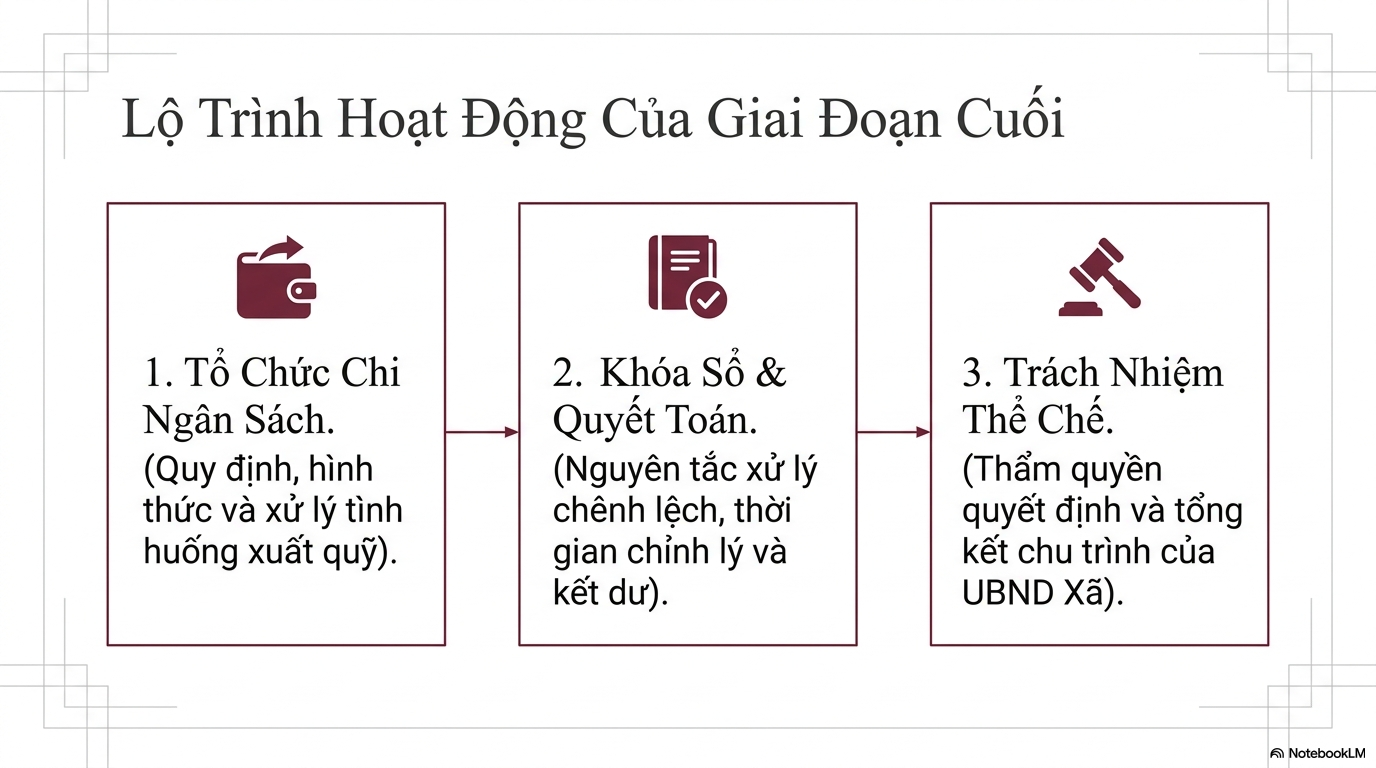 Lộ Trình Hoạt Động Của Giai Đoạn Cuối
1. Tổ Chức Chi
Ngân Sách.
(Quy định, hình
thức và xử lý tình
huống xuất quỹ).
2. Khóa Sổ &
Quyết Toán.
(Nguyên tắc xử lý
chênh lệch, thời
gian chỉnh lý và
kết dư).
3. Trách Nhiệm
Thể Chế.
(Thẩm quyền
quyết định và tổng
kết chu trình của
UBND Xã).
NotebookLM